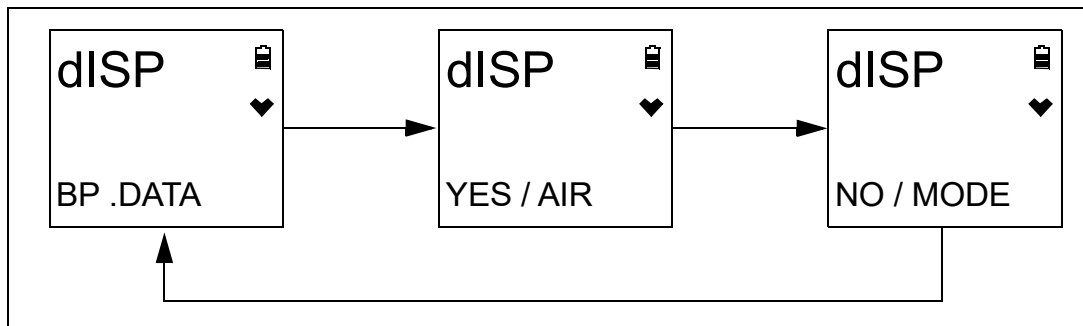 dISP
BP .DATA
dISP
YES / AIR
dISP
NO / MODE